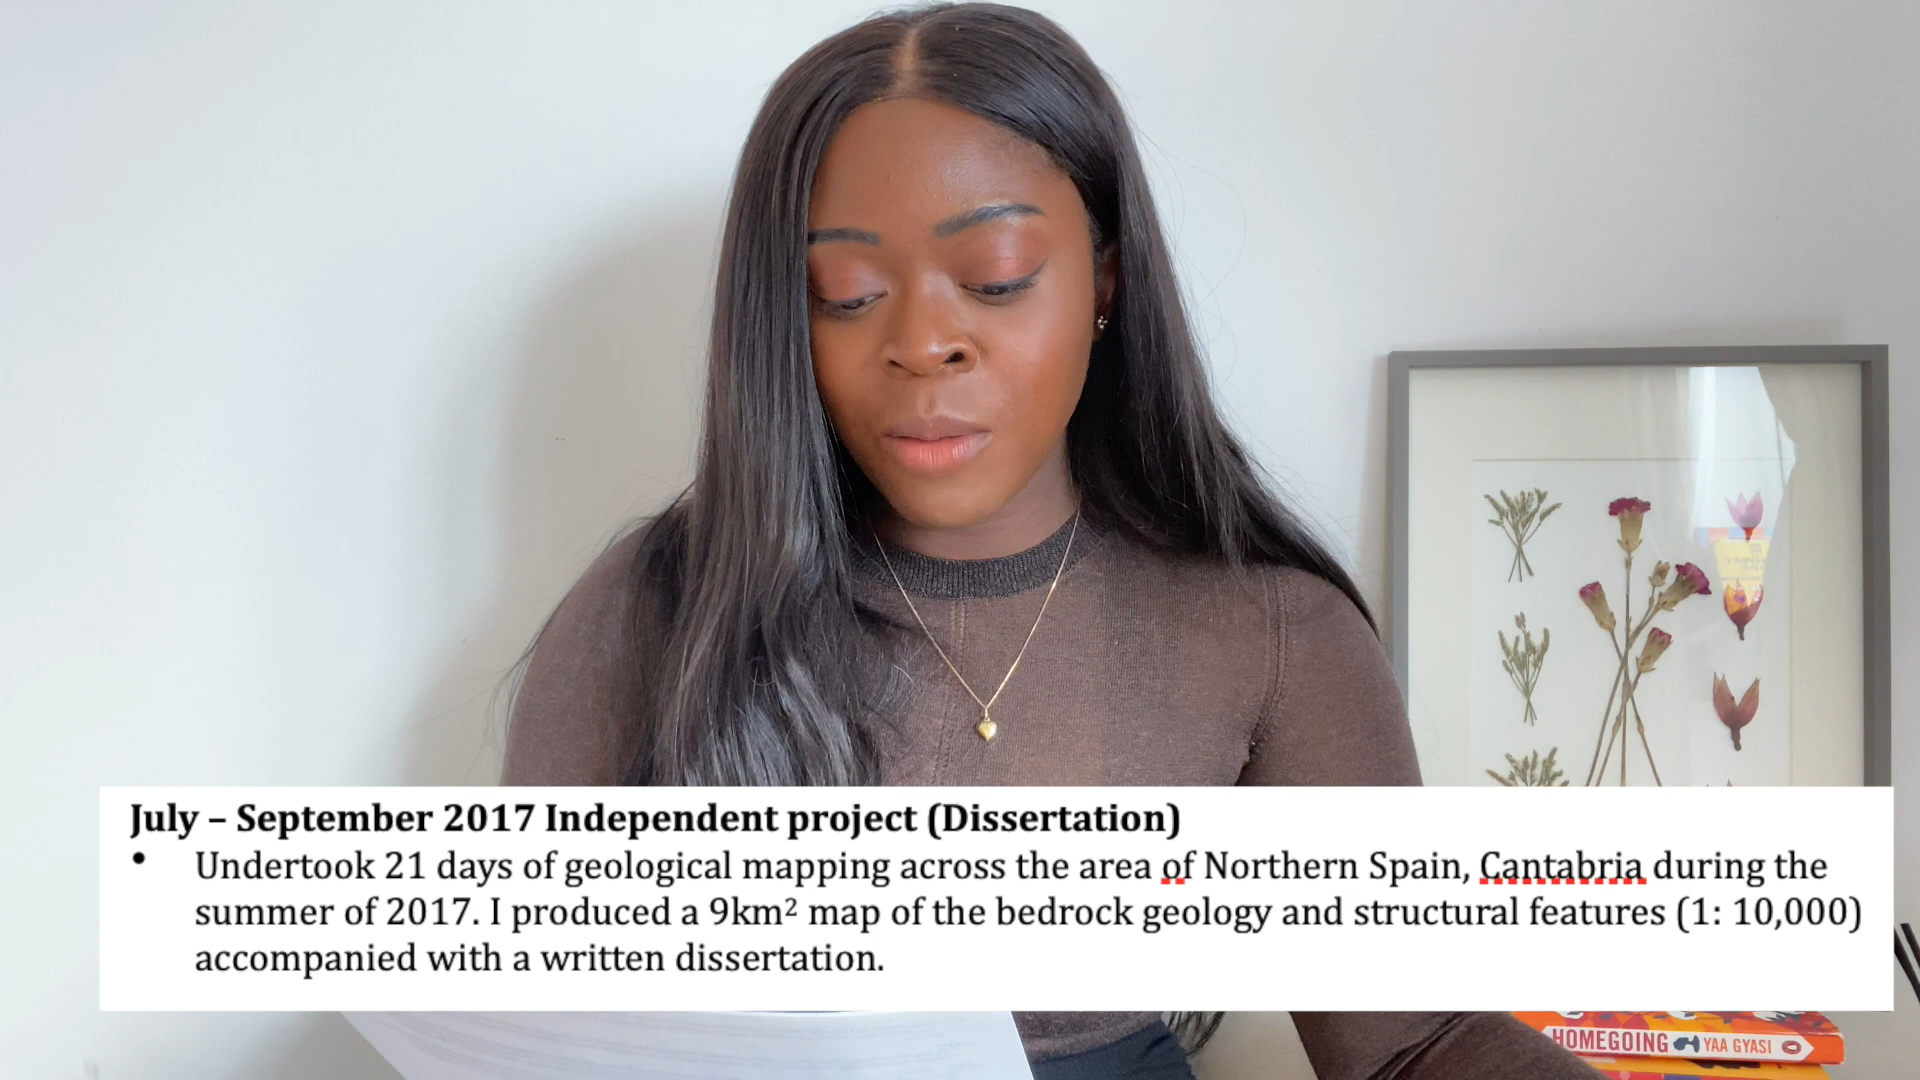 July – September 2017 Independent project (Dissertation)
• Undertook 21 days of geological mapping across the area of Northern Spain, Cantabria during the
summer of 2017. I produced a 9km² map of the bedrock geology and structural features (1: 10,000)
accompanied with a written dissertation.
HOMEGOING YAA GYASI